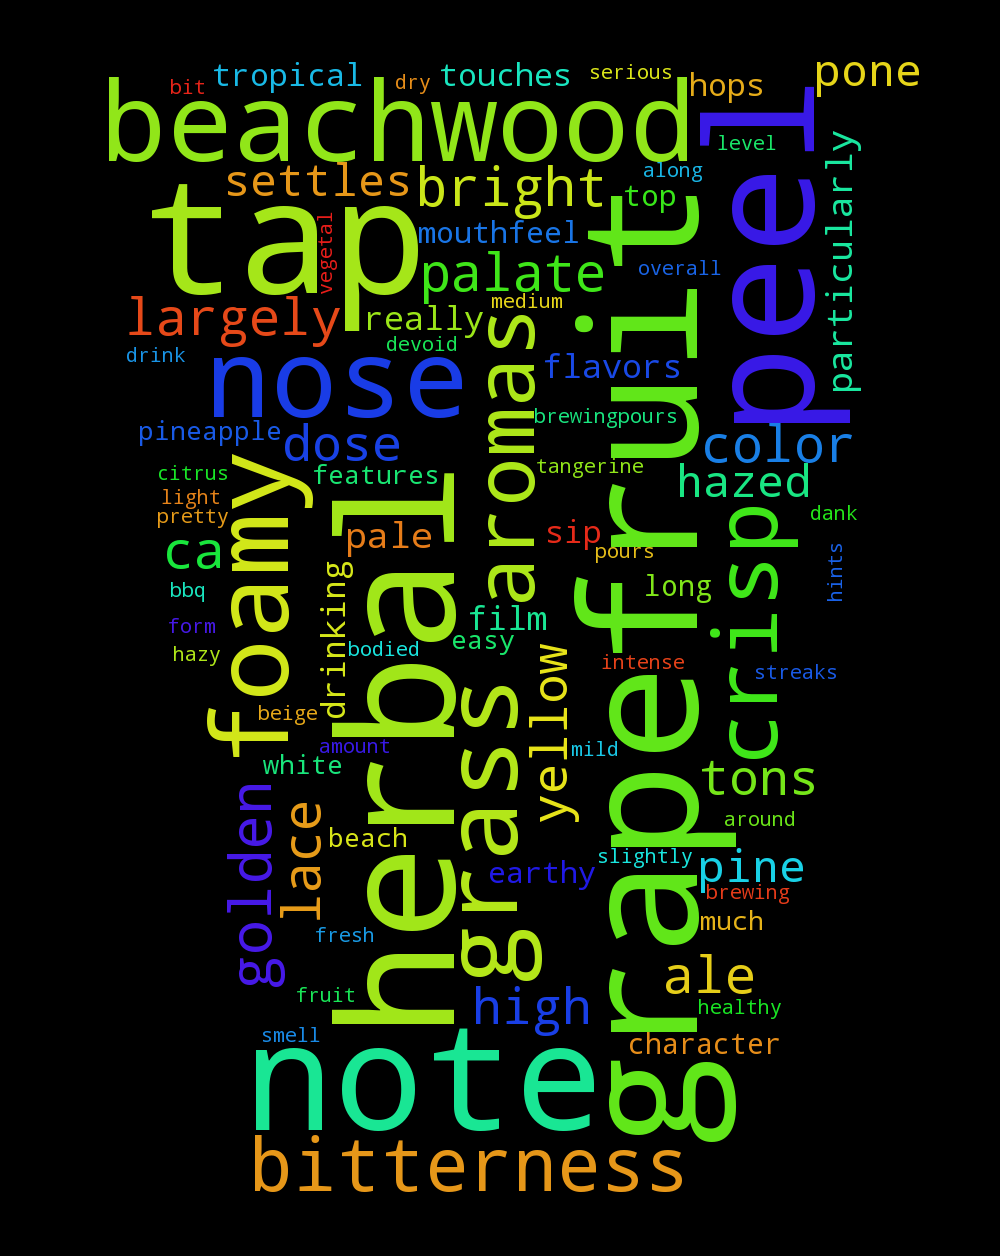 pone
tropical
touches
serious
bit
dry
hops
beachwood
peel
level
particularly
settles
bright
along
top
tap
vegetal
mouthfeel
palate
overall
medium
largely
really
devoid
drink
nose
aromas
flavors
grapefruit
brewingpours
pineapple
dose
color
citrus
features
tangerine
hazed
light
pretty
foamy
herbal
pale
sip
crisp
dank
ca
pours
hints
bbq
drinking
long
form
film
easy
hazy
bodied
intense
streaks
beige
grass
yellow
amount
mild
white
tons
golden
lace
beach
around
earthy
slightly
pine
brewing
fresh
much
fruit
high
ale
healthy
smell
note
character
bitterness